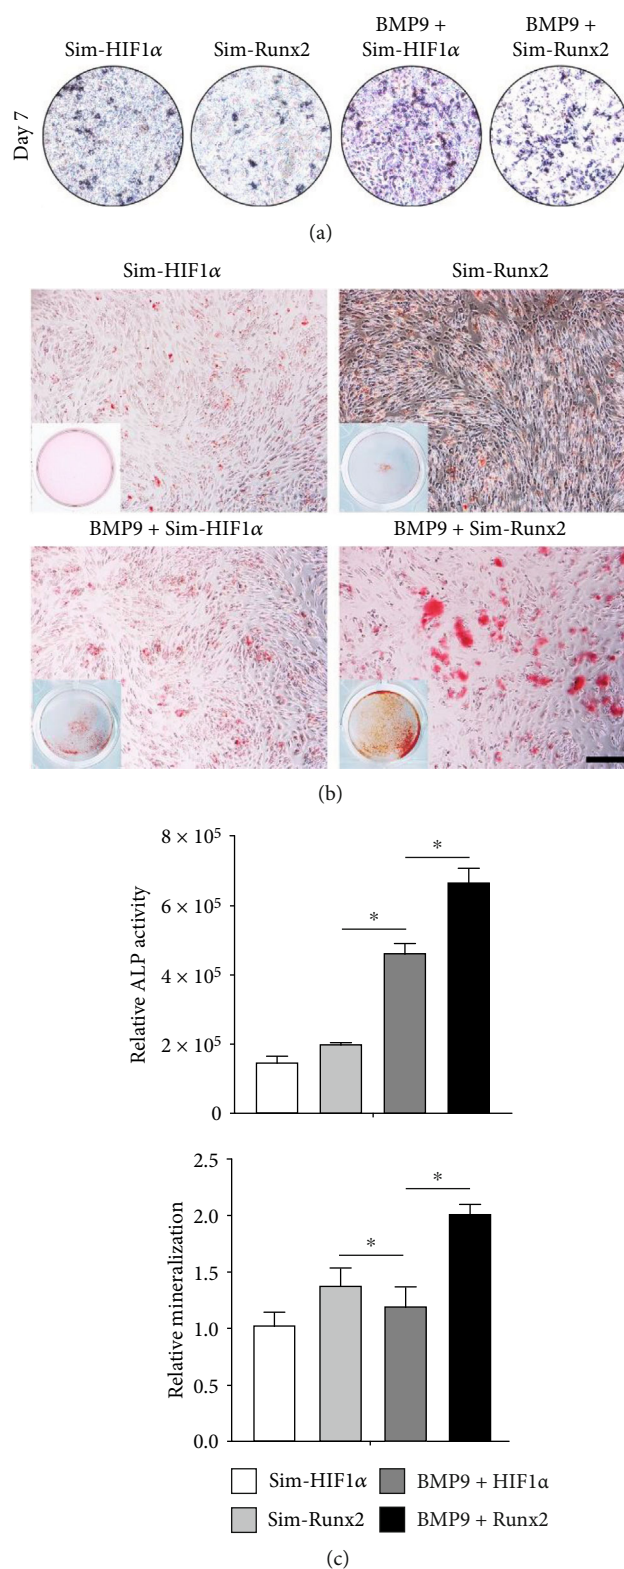 Sim-HIF1α
Sim-Runx2
BMP9 +
Sim-HIF1α
BMP9 +
Sim-Runx2
Day 7
(a)
Sim-HIF1α
Sim-Runx2
BMP9 + Sim-HIF1α
BMP9 + Sim-Runx2
(b)
Relative ALP activity
8 × 10⁵
6 × 10⁵
4 × 10⁵
2 × 10⁵
0
*
*
Relative mineralization
2.5
2.0
1.5
1.0
0.5
0.0
*
*
Sim-HIF1α
BMP9 + HIF1α
Sim-Runx2
BMP9 + Runx2
(c)